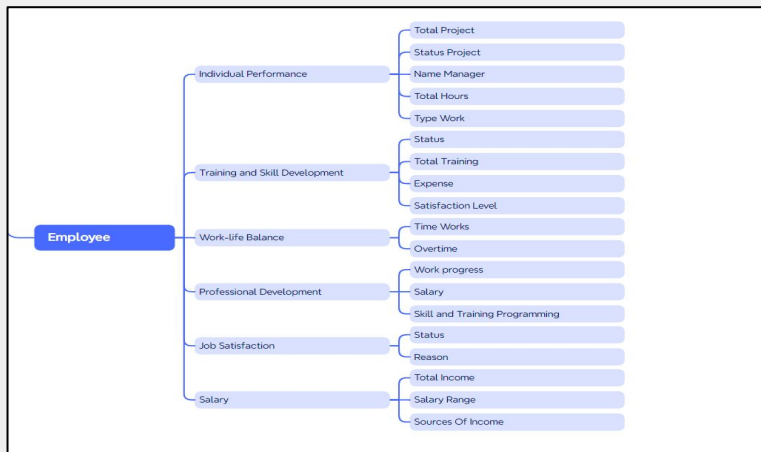 Employee
Individual Performance
Total Project
Status Project
Name Manager
Total Hours
Type Work
Training and Skill Development
Status
Total Training
Expense
Satisfaction Level
Work-life Balance
Time Works
Overtime
Professional Development
Work progress
Salary
Skill and Training Programming
Job Satisfaction
Status
Reason
Salary
Total Income
Salary Range
Sources Of Income